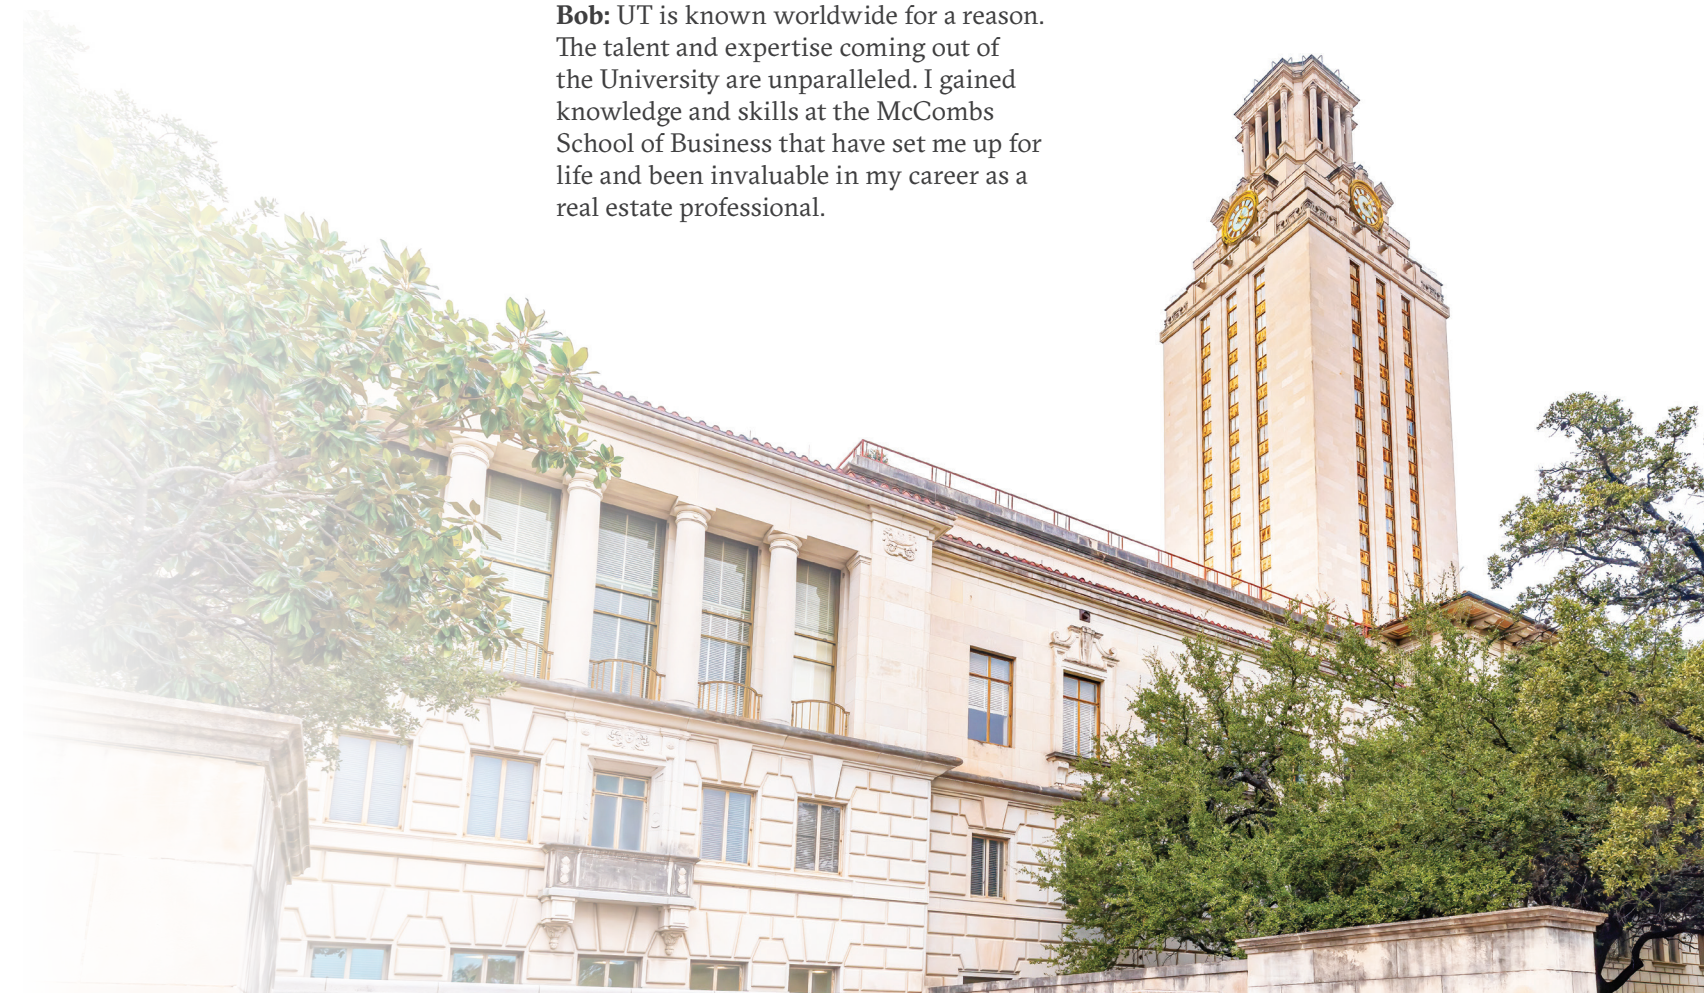 Bob: UT is known worldwide for a reason.
The talent and expertise coming out of
the University are unparalleled. I gained
knowledge and skills at the McCombs
School of Business that have set me up for
life and been invaluable in my career as a
real estate professional.